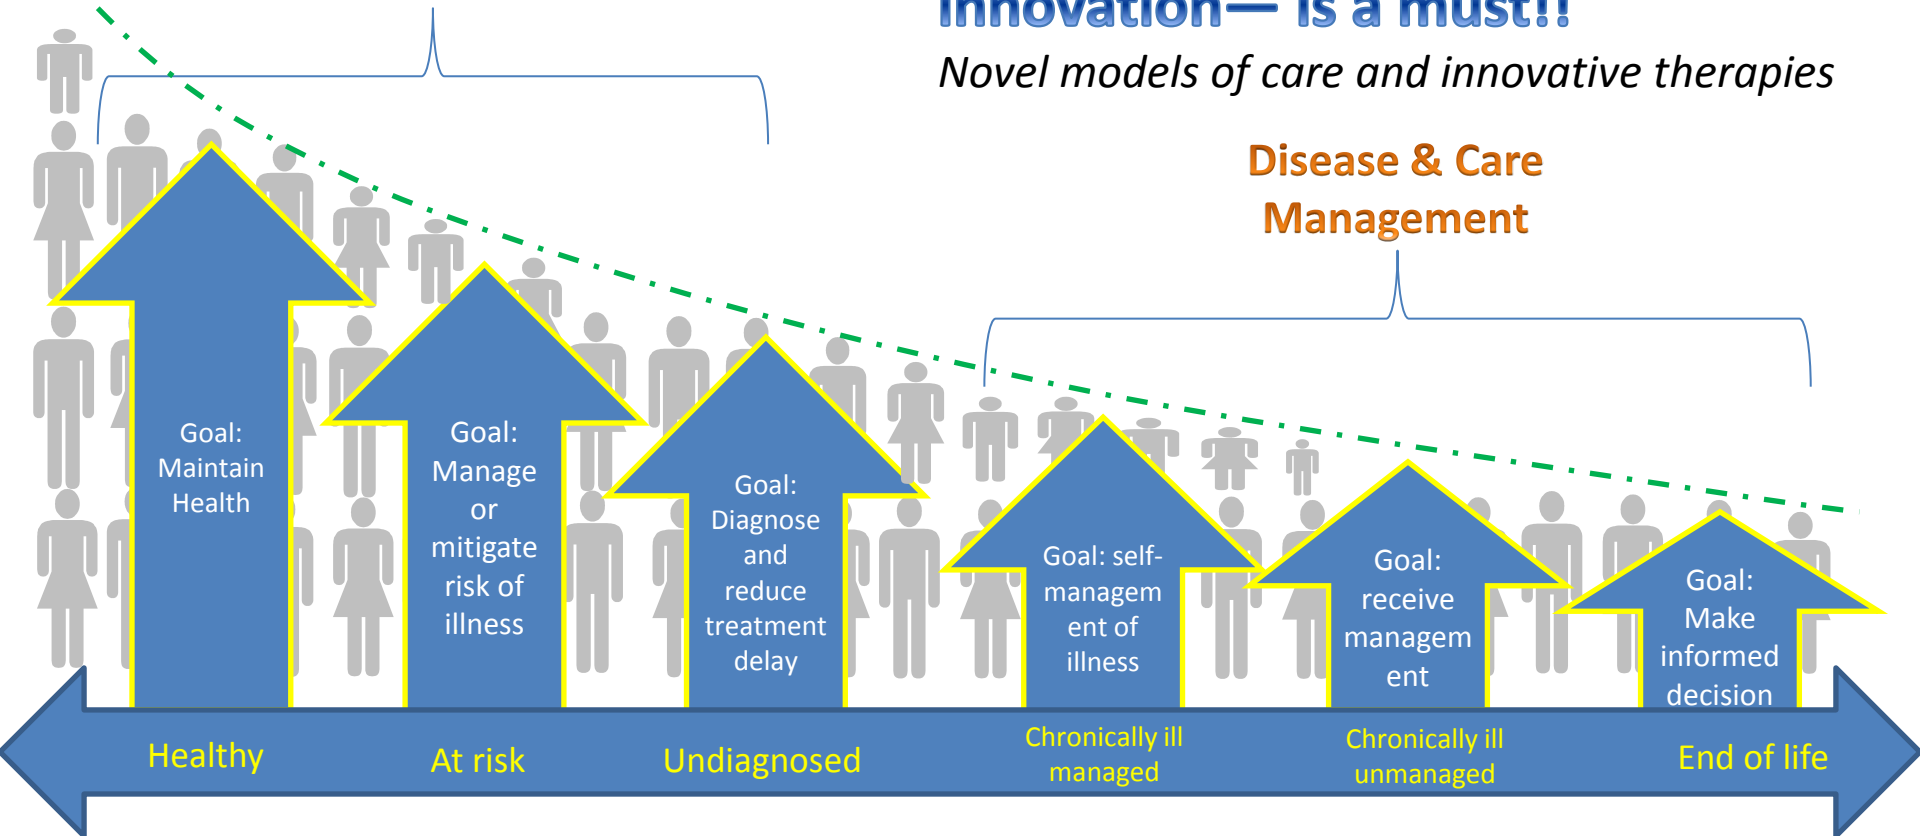 Innovation— is a must!!
Novel models of care and innovative therapies
Disease & Care
Management
Goal:
Maintain
Health
Goal:
Manage
or
mitigate
risk of
illness
Goal:
Diagnose
and
reduce
treatment
delay
Goal: self-
managem
ent of
illness
Goal:
receive
managem
ent
Goal:
Make
informed
decision
Healthy
At risk
Undiagnosed
Chronically ill
managed
Chronically ill
unmanaged
End of life